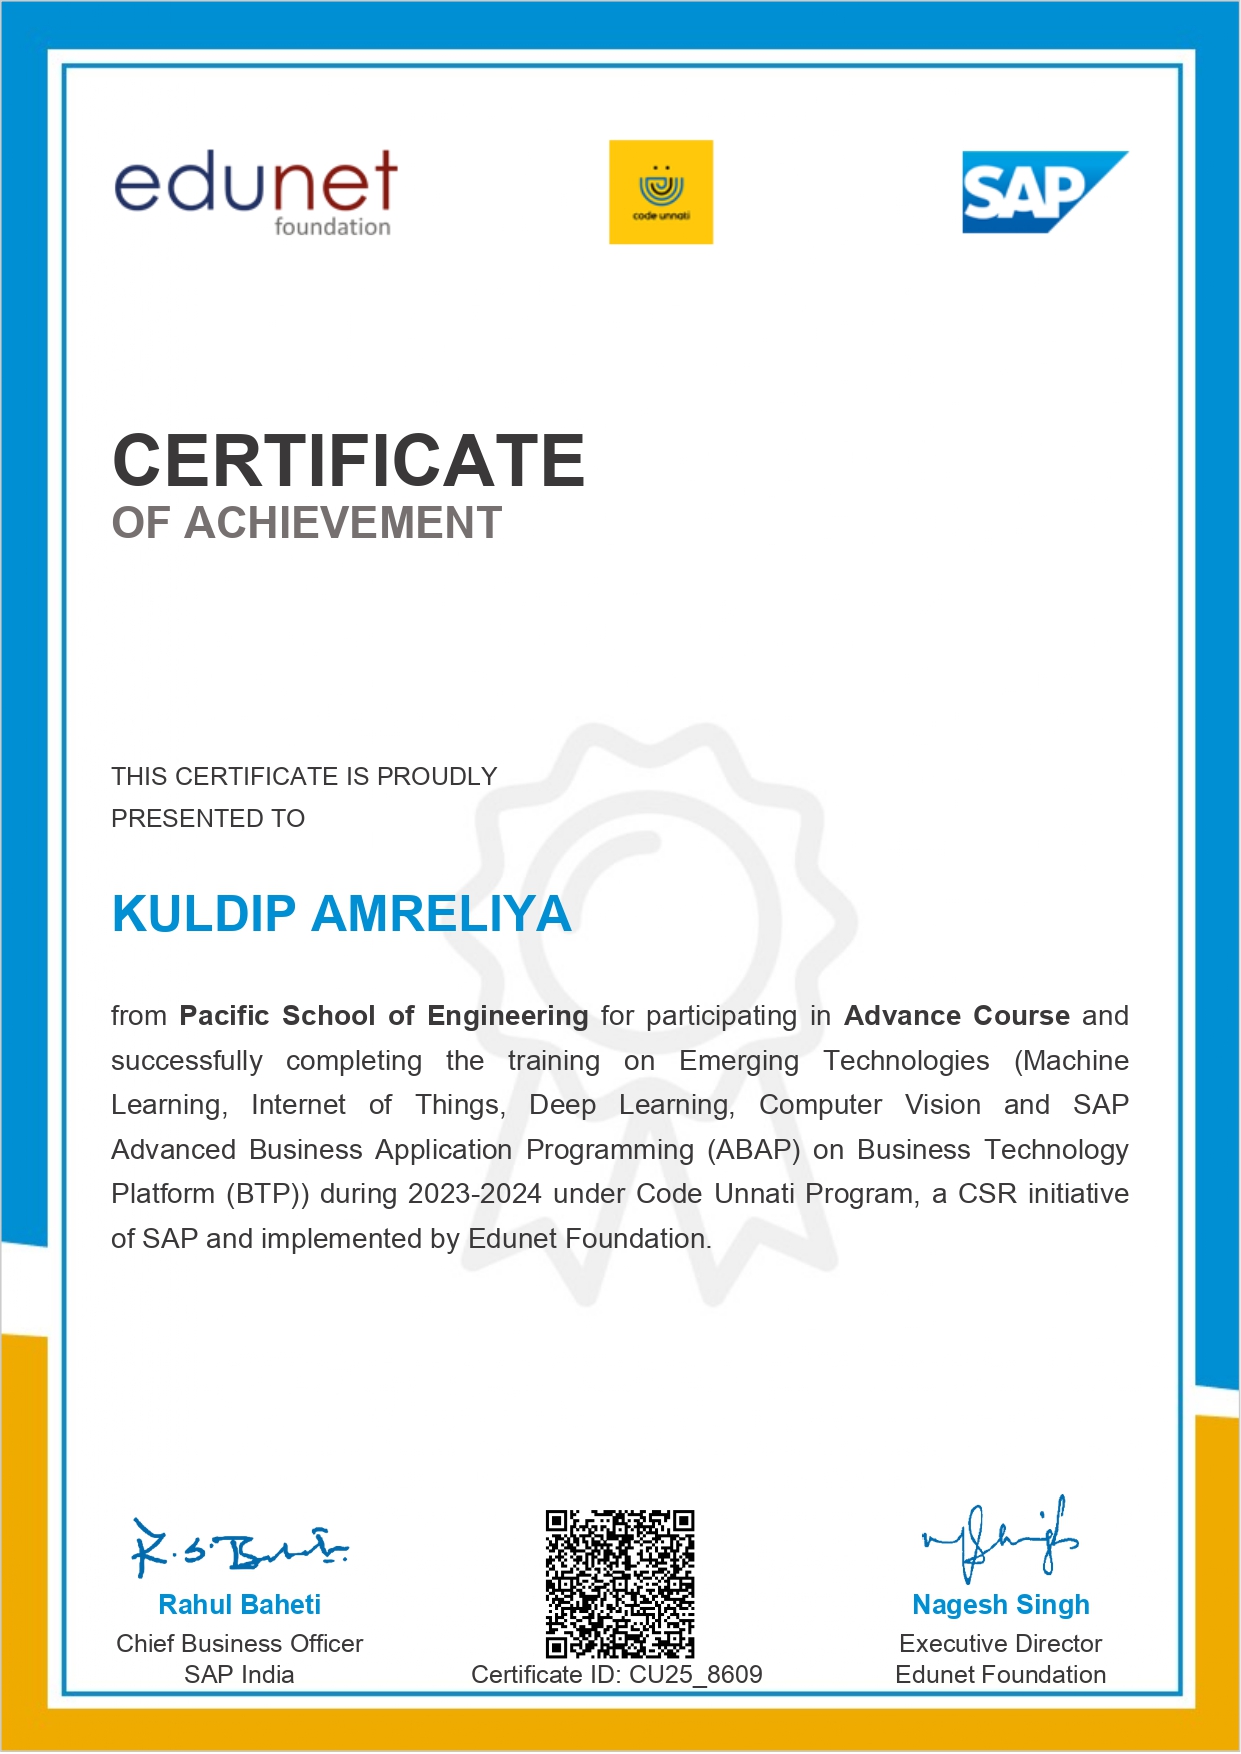 edunet
foundation
code unnati
SAP
CERTIFICATE
OF ACHIEVEMENT
THIS CERTIFICATE IS PROUDLY
PRESENTED TO
KULDIP AMRELIYA
from Pacific School of Engineering for participating in Advance Course and
successfully completing the training on Emerging Technologies (Machine
Learning, Internet of Things, Deep Learning, Computer Vision and SAP
Advanced Business Application Programming (ABAP) on Business Technology
Platform (BTP)) during 2023-2024 under Code Unnati Program, a CSR initiative
of SAP and implemented by Edunet Foundation.
Rahul Baheti
Chief Business Officer
SAP India
Certificate ID: CU25_8609
Nagesh Singh
Executive Director
Edunet Foundation